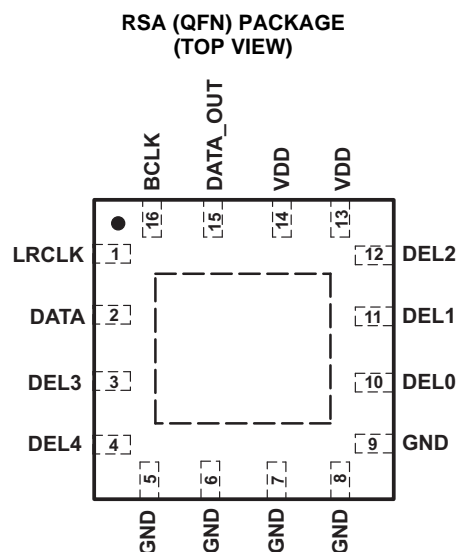 RSA (QFN) PACKAGE
(TOP VIEW)
BCLK
DATA_OUT
VDD
VDD
16
15
14
13
LRCLK 1
12 DEL2
DATA 2
11 DEL1
DEL3 3
10 DEL0
DEL4 4
9 GND
5
6
7
8
GND
GND
GND
GND